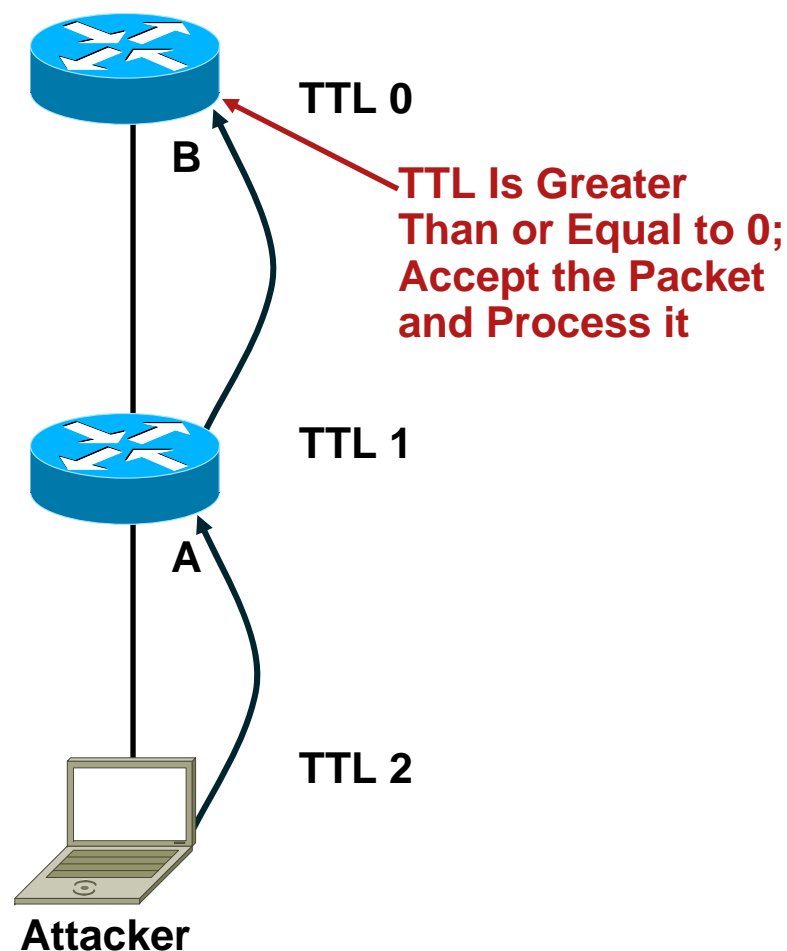 TTL 0
B
TTL Is Greater
Than or Equal to 0;
Accept the Packet
and Process it
TTL 1
A
TTL 2
Attacker